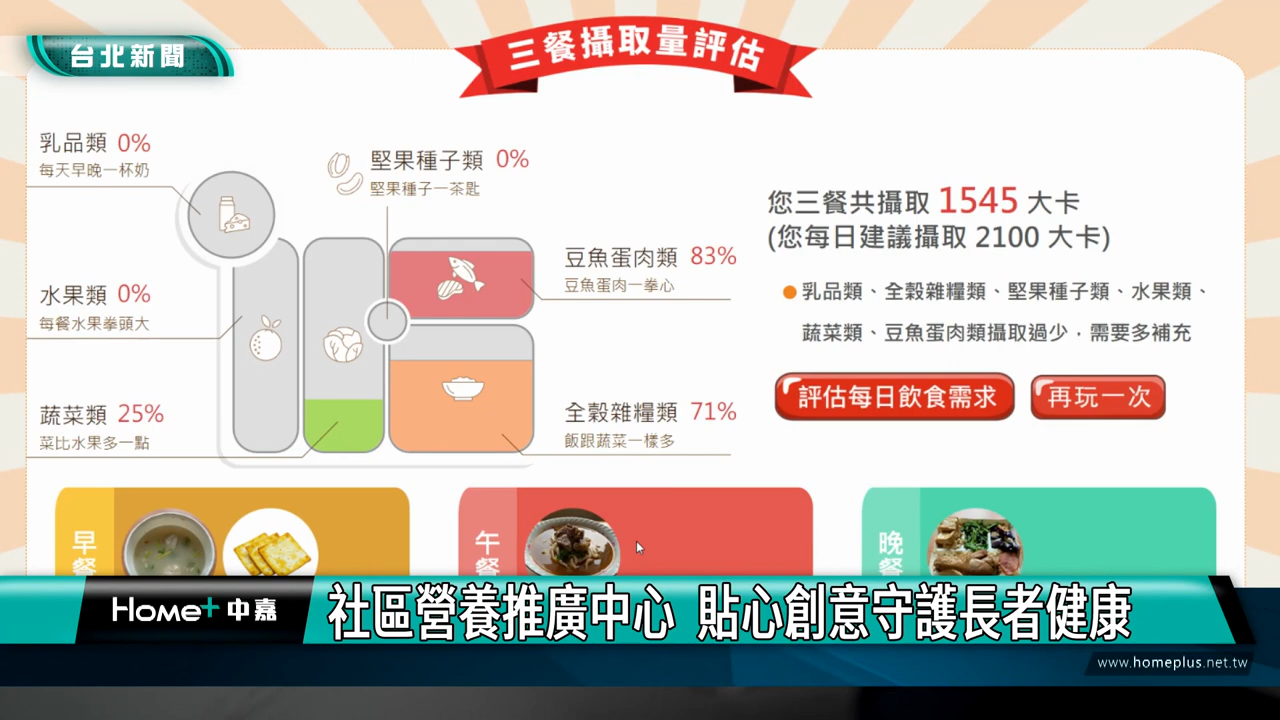 三餐攝取量評估
台北新聞
乳品類 0%
每天早晚一杯奶
堅果種子類 0%
堅果種子一茶匙
水果類 0%
每餐水果拳頭大
豆魚蛋肉類 83%
豆魚蛋肉一拳心
蔬菜類 25%
菜比水果多一點
全穀雜糧類 71%
飯跟蔬菜一樣多
您三餐共攝取 1545 大卡
(您每日建議攝取 2100 大卡)
乳品類、全穀雜糧類、堅果種子類、水果類、
蔬菜類、豆魚蛋肉類攝取過少，需要多補充
評估每日飲食需求
再玩一次
早餐
午餐
晚餐
Home+ 中嘉
社區營養推廣中心 貼心創意守護長者健康
www.homeplus.net.tw